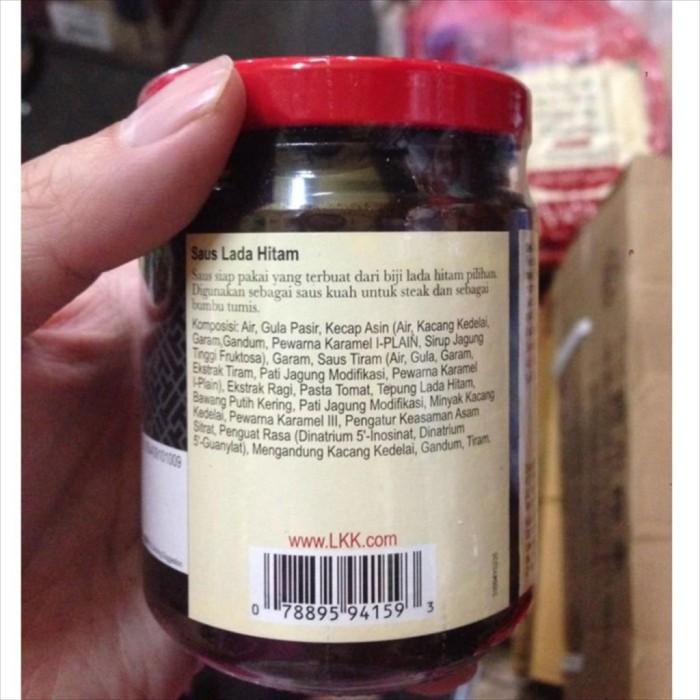 Saus Lada Hitam
Saus siap pakai yang terbuat dari biji lada hitam pilihan.
Digunakan sebagai saus kuah untuk steak dan sebagai
bumbu tumis.
Komposisi: Air, Gula Pasir, Kecap Asin (Air, Kacang Kedelai,
Garam,Gandum, Pewarna Karamel I-PLAIN, Sirup Jagung
Tinggi Fruktosa), Garam, Saus Tiram (Air, Gula, Garam,
Ekstrak Tiram, Pati Jagung Modifikasi, Pewarna Karamel
I-Plain), Ekstrak Ragi, Pasta Tomat, Tepung Lada Hitam,
Bawang Putih Kering, Pati Jagung Modifikasi, Minyak Kacang
Kedelai, Pewarna Karamel III, Pengatur Keasaman Asam
Sitrat, Penguat Rasa (Dinatrium 5'-Inosinat, Dinatrium
5'-Guanylat), Mengandung Kacang Kedelai, Gandum, Tiram.
www.LKK.com
0 78895 94159 3